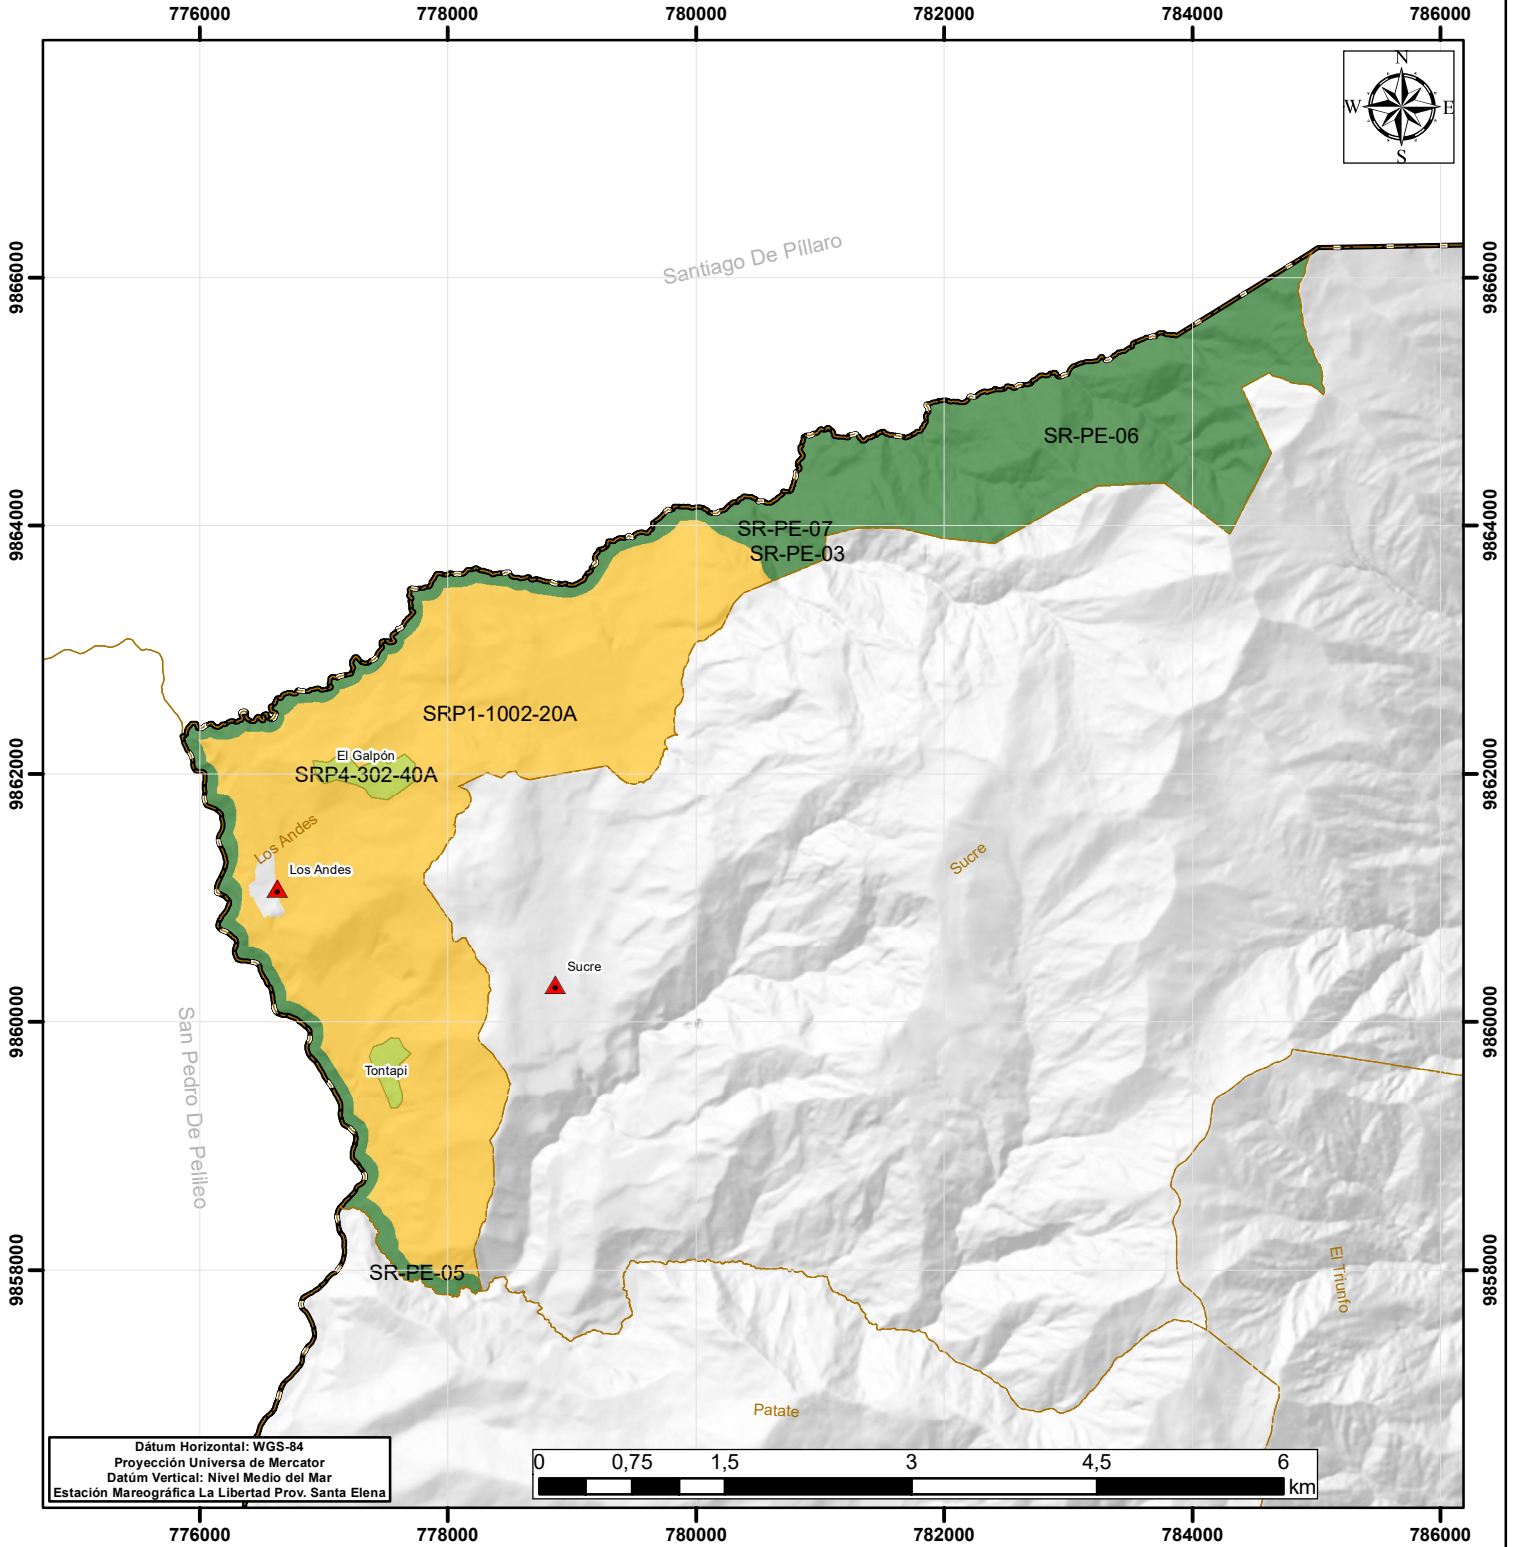 776000 778000 780000 782000 784000 786000
N
W E
S
Santiago De Píllaro
9866000 9866000
SR-PE-06
9864000 9864000
SR-PE-07
SR-PE-03
SRP1-1002-20A
El Galpón
SRP4-302-40A
9862000 9862000
Los Andes
Los Andes
Sucre
Sucre
San Pedro De Pelileo
9860000 9860000
Tontapi
9858000 9858000
SR-PE-05
El Triunfo
Patate
Dátum Horizontal: WGS-84
Proyección Universa de Mercator
Datúm Vertical: Nivel Medio del Mar
Estación Mareográfica La Libertad Prov. Santa Elena
0 0,75 1,5 3 4,5 6
km
776000 778000 780000 782000 784000 786000